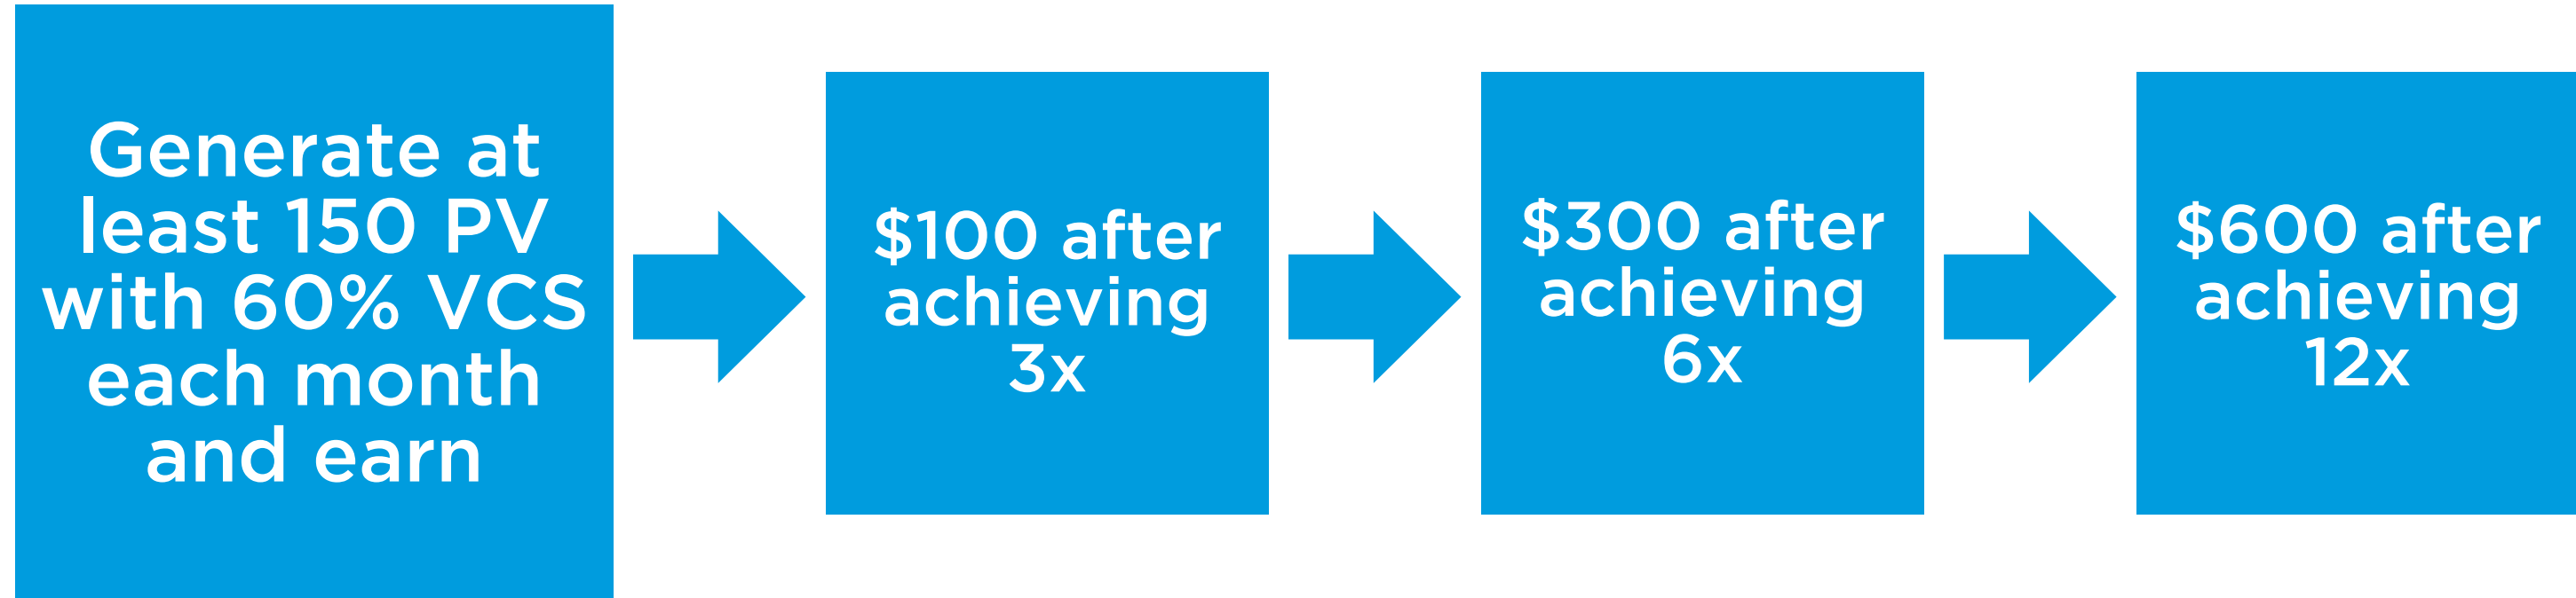 Generate at
least 150 PV
with 60% VCS
each month
and earn
$100 after
achieving
3x
$300 after
achieving
6x
$600 after
achieving
12x